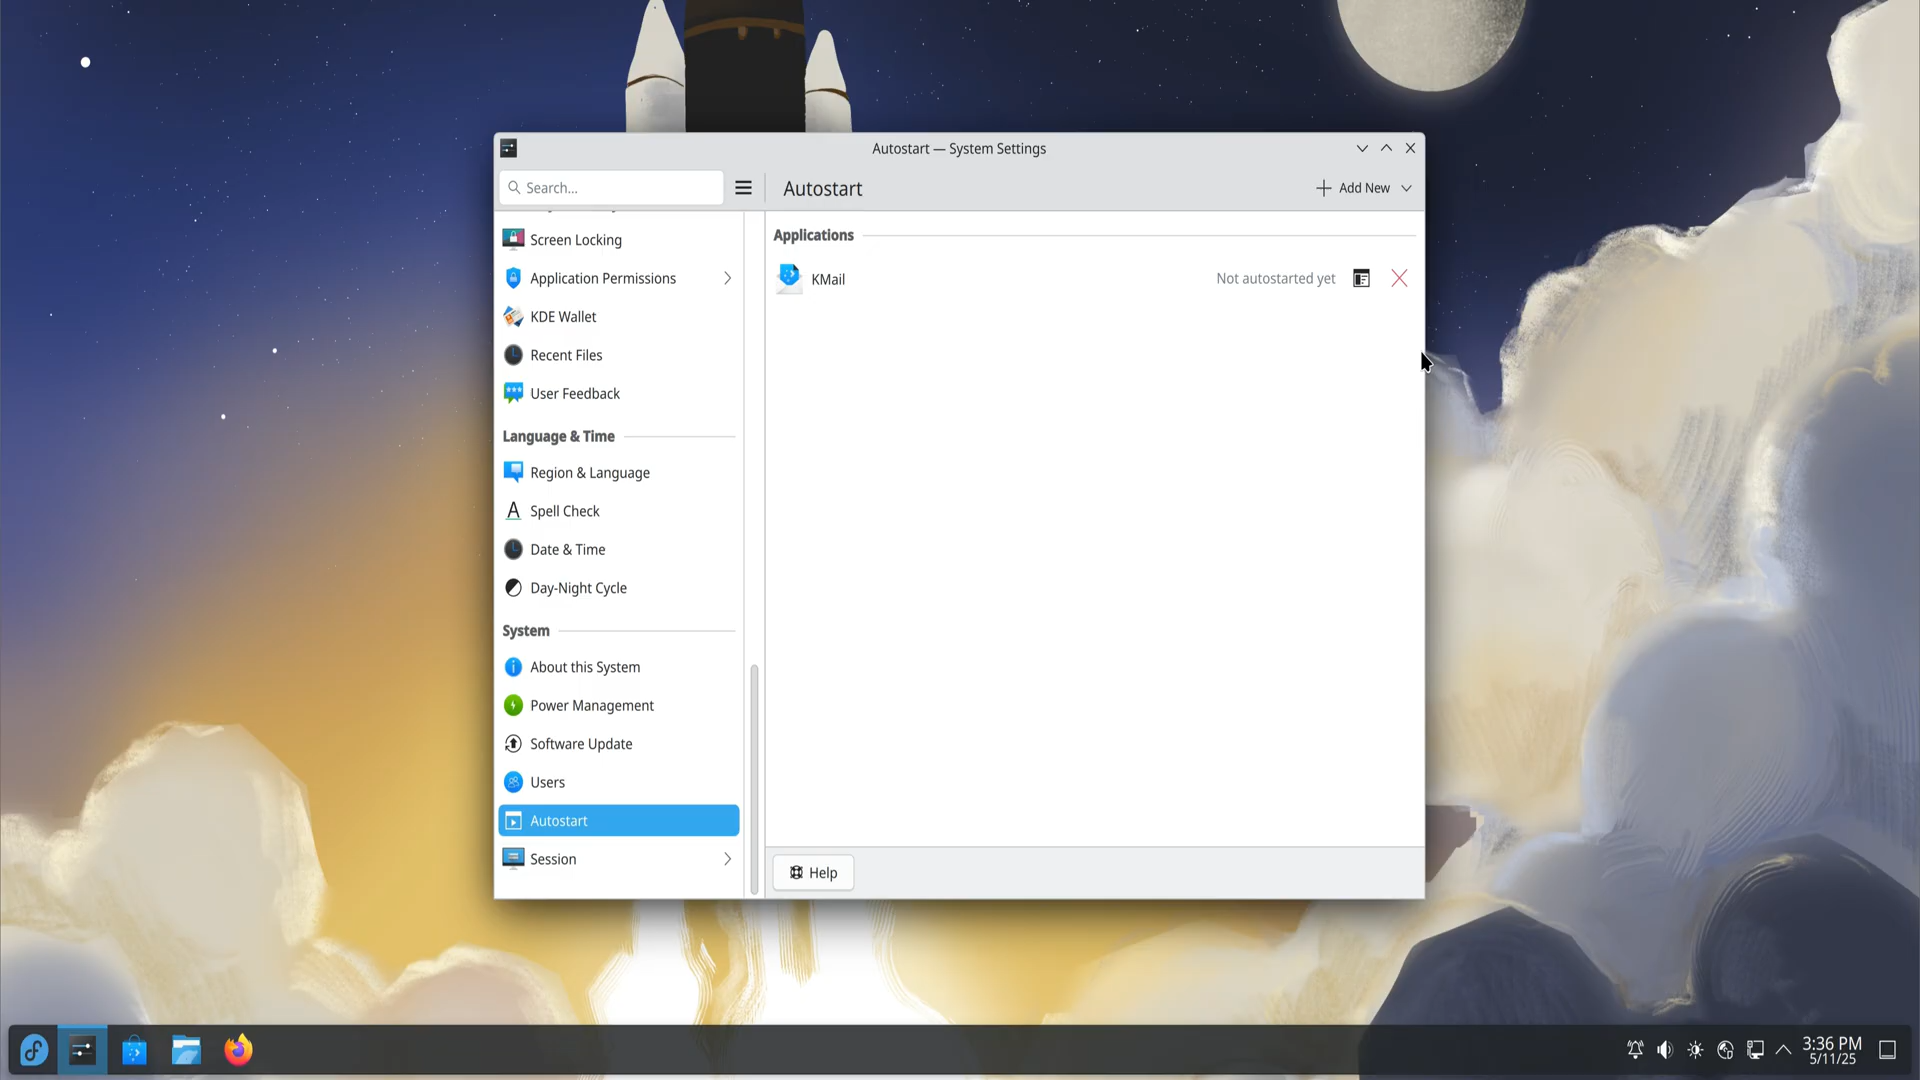 Autostart — System Settings
Search...
Autostart
Add New
Screen Locking
Application Permissions
KDE Wallet
Recent Files
User Feedback
Language & Time
Region & Language
Spell Check
Date & Time
Day-Night Cycle
System
About this System
Power Management
Software Update
Users
Autostart
Session
Applications
KMail
Not autostarted yet
Help
3:36 PM
5/11/25